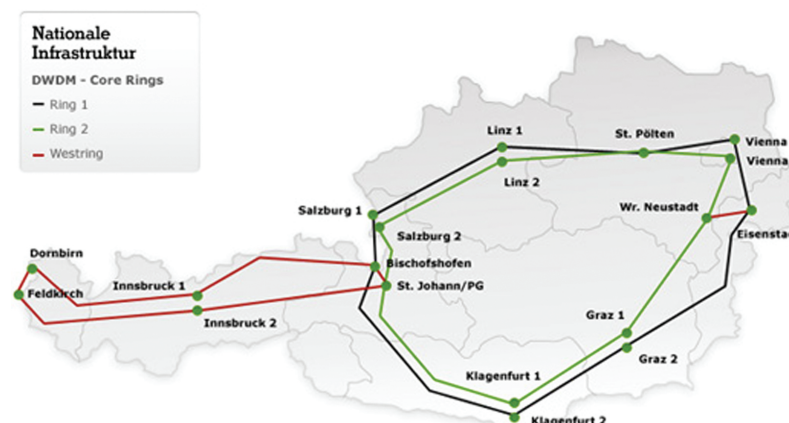 Nationale
Infrastruktur
DWDM - Core Rings
Ring 1
Ring 2
Westring
Linz 1
St. Pölten
Vienna
Vienna
Linz 2
Salzburg 1
Wr. Neustadt
Salzburg 2
Eisensta
Dornbirn
Bischofshofen
Innsbruck 1
St. Johann/PG
Feldkirch
Innsbruck 2
Graz 1
Graz 2
Klagenfurt 1
Klagenfurt 2